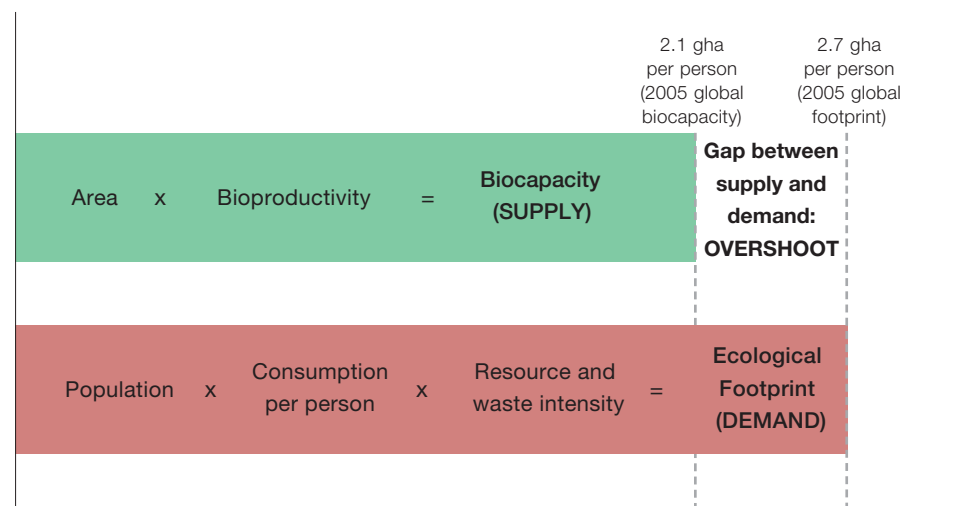 2.1 gha
per person
(2005 global
biocapacity)
2.7 gha
per person
(2005 global
footprint)
Area x Bioproductivity = Biocapacity
(SUPPLY)
Gap between
supply and
demand:
OVERSHOOT
Population x Consumption
per person x Resource and
waste intensity = Ecological
Footprint
(DEMAND)